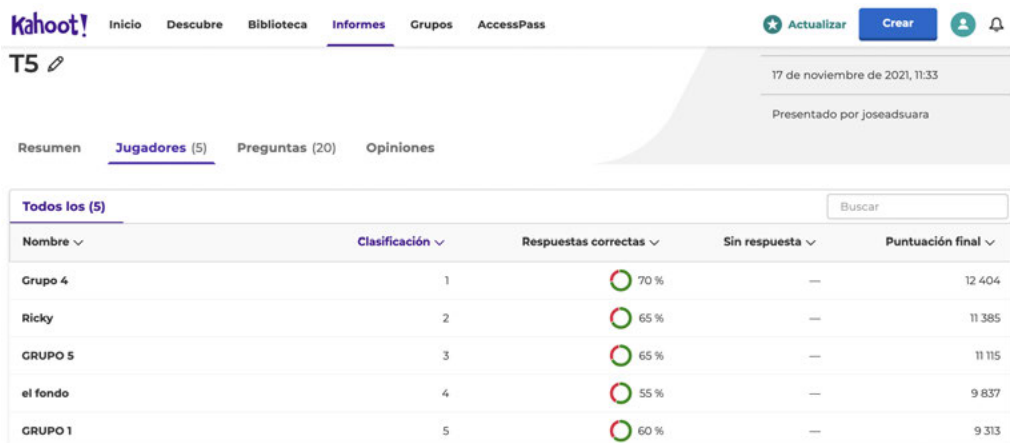 Kahoot! Inicio Descubre Biblioteca Informes Grupos AccessPass Actualizar Crear
T5
17 de noviembre de 2021, 11:33
Presentado por joseadsuara
Resumen Jugadores (5) Preguntas (20) Opiniones
Todos los (5) Buscar
Nombre Clasificación Respuestas correctas Sin respuesta Puntuación final
Grupo 4 1 70 % — 12 404
Ricky 2 65 % — 11 385
GRUPO 5 3 65 % — 11 115
el fondo 4 55 % — 9 837
GRUPO 1 5 60 % — 9 313